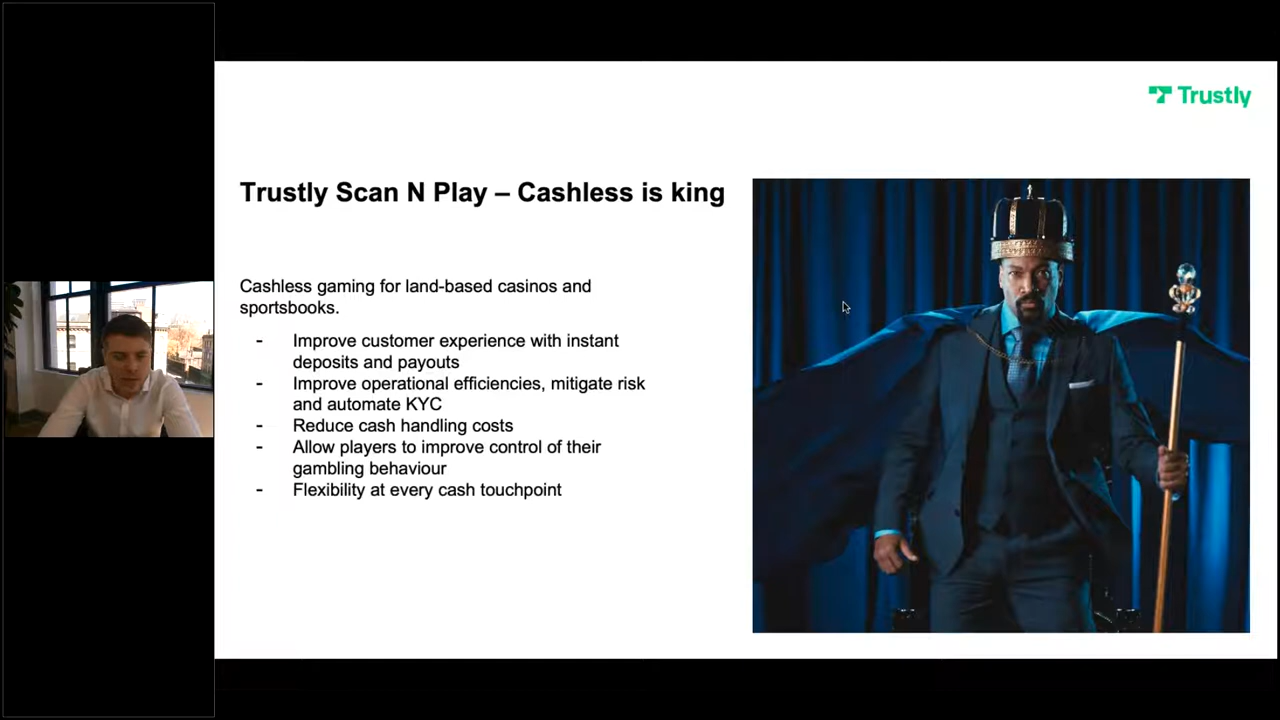 Trustly
Trustly Scan N Play – Cashless is king
Cashless gaming for land-based casinos and
sportsbooks.
- Improve customer experience with instant
deposits and payouts
- Improve operational efficiencies, mitigate risk
and automate KYC
- Reduce cash handling costs
- Allow players to improve control of their
gambling behaviour
- Flexibility at every cash touchpoint